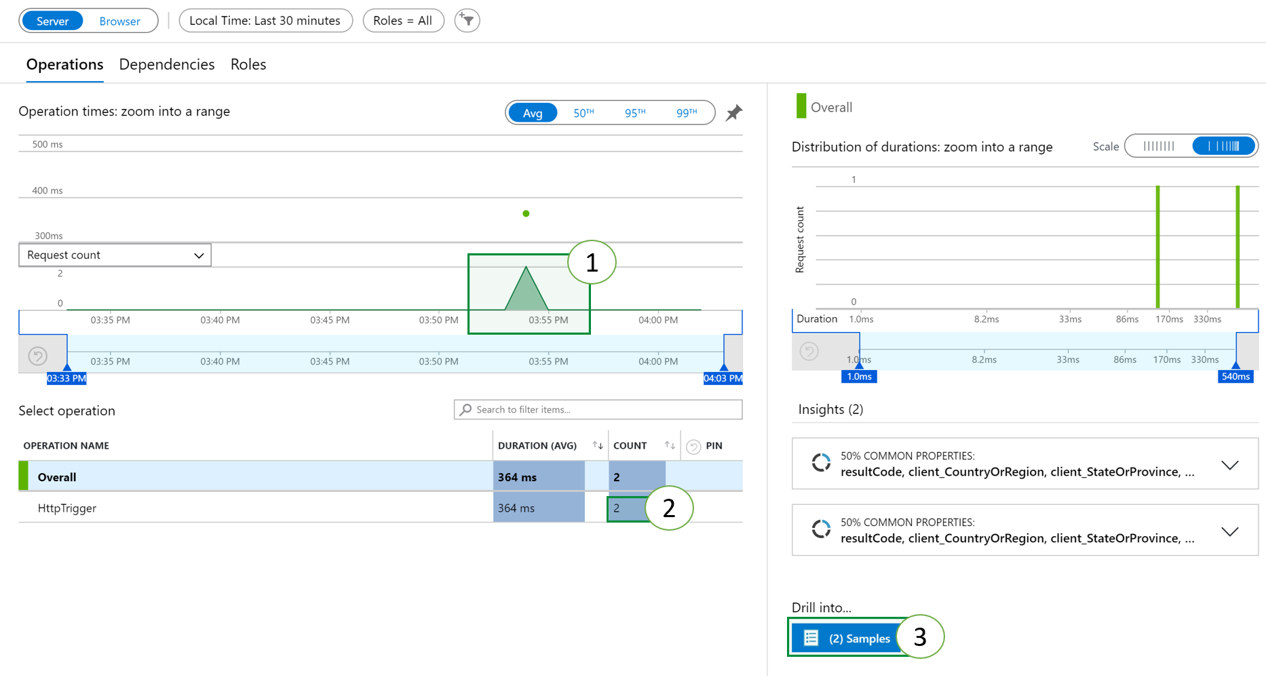 Server Browser Local Time: Last 30 minutes Roles = All
Operations Dependencies Roles
Operation times: zoom into a range
Avg 50TH 95TH 99TH
500 ms
400 ms
300ms
Request count
2
0
1
03:35 PM 03:40 PM 03:45 PM 03:50 PM 03:55 PM 04:00 PM
03:35 PM 03:40 PM 03:45 PM 03:50 PM 03:55 PM 04:00 PM
03:33 PM 04:03 PM
Select operation
Search to filter items...
OPERATION NAME DURATION (AVG) COUNT PIN
Overall 364 ms 2
HttpTrigger 364 ms 2
2
Overall
Distribution of durations: zoom into a range
Scale
Request count
1
0
Duration 1.0ms 8.2ms 33ms 86ms 170ms 330ms
1.0ms 8.2ms 33ms 86ms 170ms 330ms
1.0ms 540ms
Insights (2)
50% COMMON PROPERTIES:
resultCode, client_CountryOrRegion, client_StateOrProvince, ...
50% COMMON PROPERTIES:
resultCode, client_CountryOrRegion, client_StateOrProvince, ...
Drill into...
(2) Samples
3